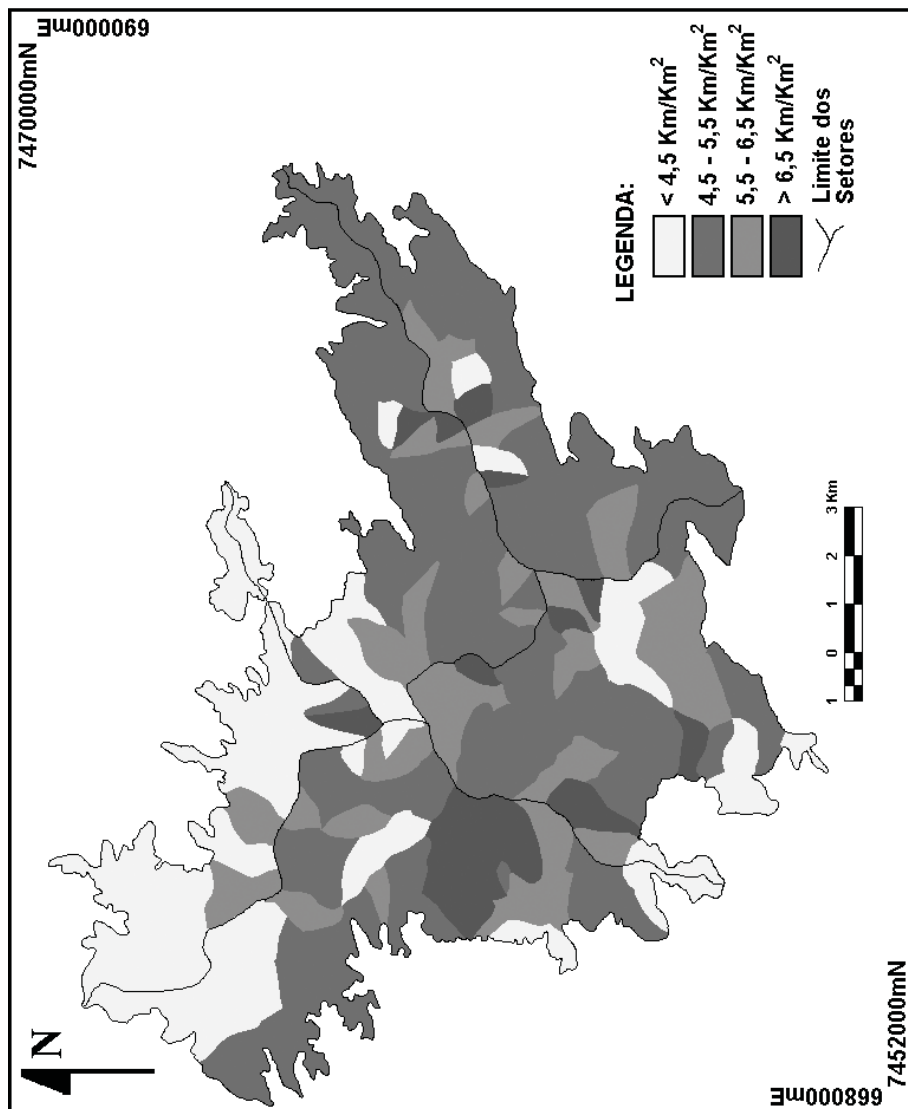 7470000mN
690000mE
N
LEGENDA:
< 4,5 Km/Km²
4,5 - 5,5 Km/Km²
5,5 - 6,5 Km/Km²
> 6,5 Km/Km²
Limite dos
Setores
1 0 1 2 3 Km
668000mE
7452000mN